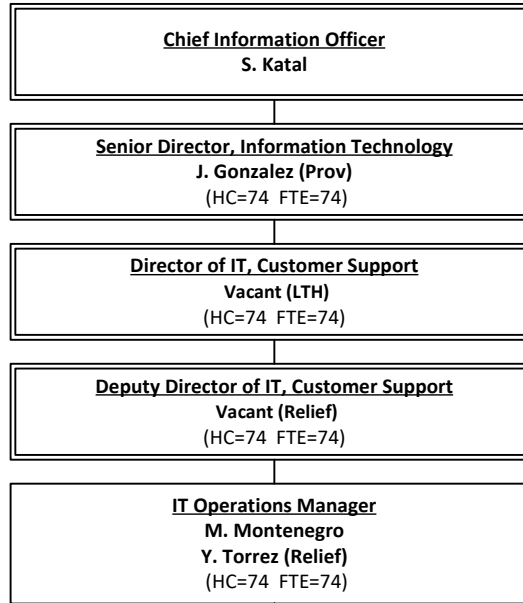 Chief Information Officer
S. Katal
Senior Director, Information Technology
J. Gonzalez (Prov)
(HC=74 FTE=74)
Director of IT, Customer Support
Vacant (LTH)
(HC=74 FTE=74)
Deputy Director of IT, Customer Support
Vacant (Relief)
(HC=74 FTE=74)
IT Operations Manager
M. Montenegro
Y. Torrez (Relief)
(HC=74 FTE=74)